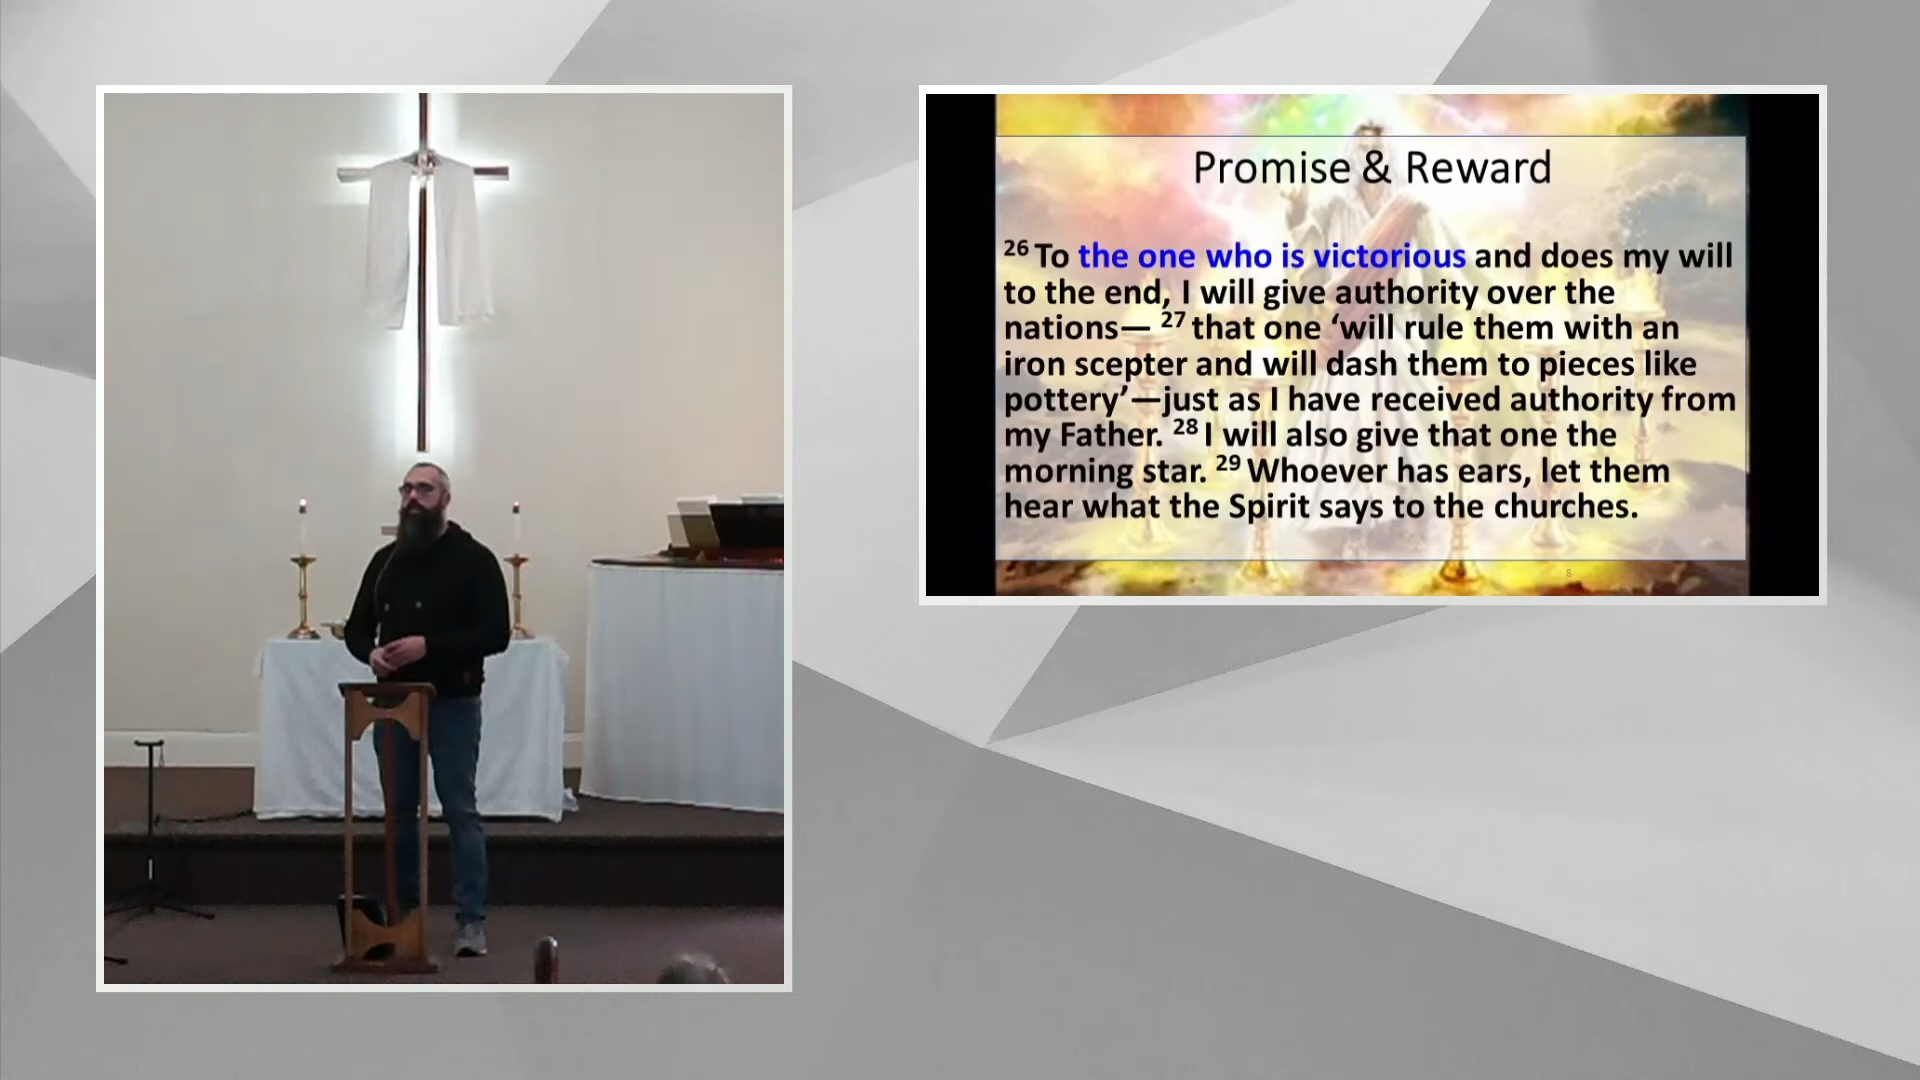 Promise & Reward
26 To the one who is victorious and does my will
to the end, I will give authority over the
nations— 27 that one ‘will rule them with an
iron scepter and will dash them to pieces like
pottery’—just as I have received authority from
my Father. 28 I will also give that one the
morning star. 29 Whoever has ears, let them
hear what the Spirit says to the churches.
8